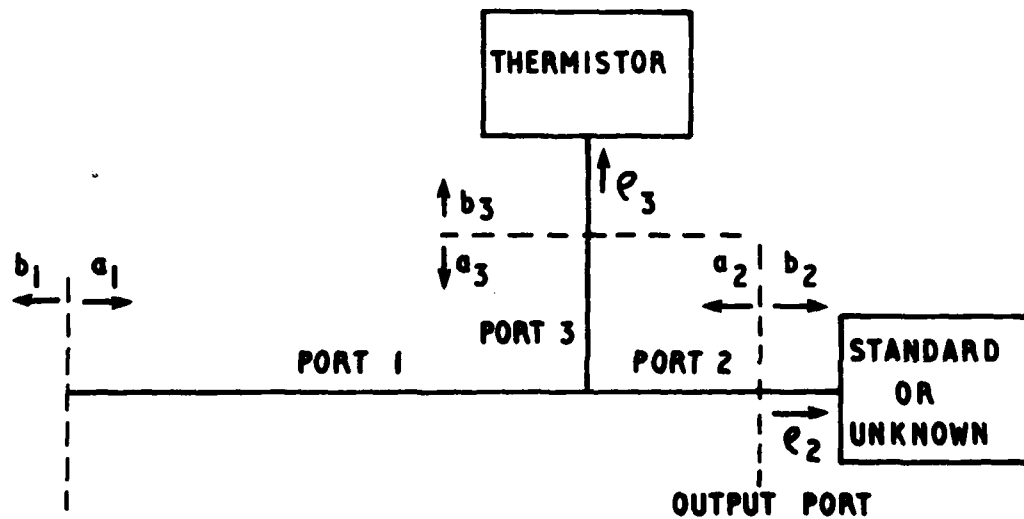 THERMISTOR
ρ3
b3
a3
b1 a1
a2 b2
PORT 3
PORT 1
PORT 2
STANDARD
OR
UNKNOWN
ρ2
OUTPUT PORT